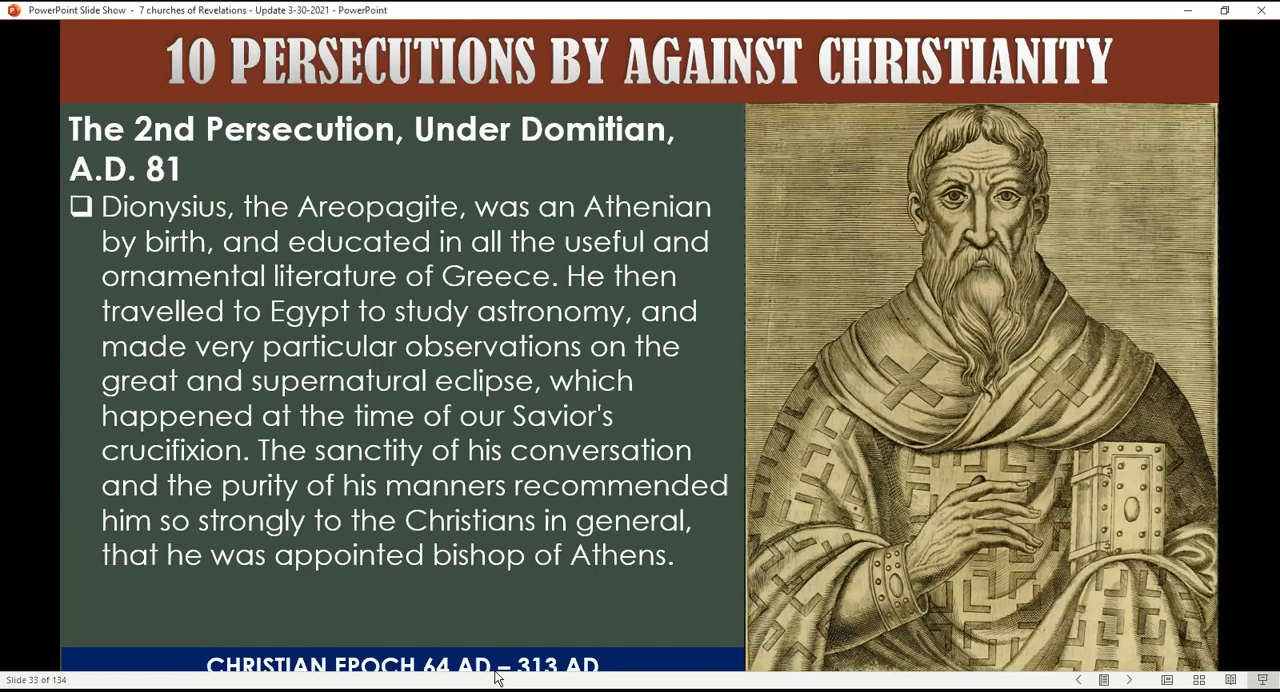 PowerPoint Slide Show - 7 churches of Revelations - Update 3-30-2021 - PowerPoint
10 PERSECUTIONS BY AGAINST CHRISTIANITY
The 2nd Persecution, Under Domitian,
A.D. 81
Dionysius, the Areopagite, was an Athenian
by birth, and educated in all the useful and
ornamental literature of Greece. He then
travelled to Egypt to study astronomy, and
made very particular observations on the
great and supernatural eclipse, which
happened at the time of our Savior's
crucifixion. The sanctity of his conversation
and the purity of his manners recommended
him so strongly to the Christians in general,
that he was appointed bishop of Athens.
CHRISTIAN EPOCH 64 AD – 313 AD
Slide 33 of 134